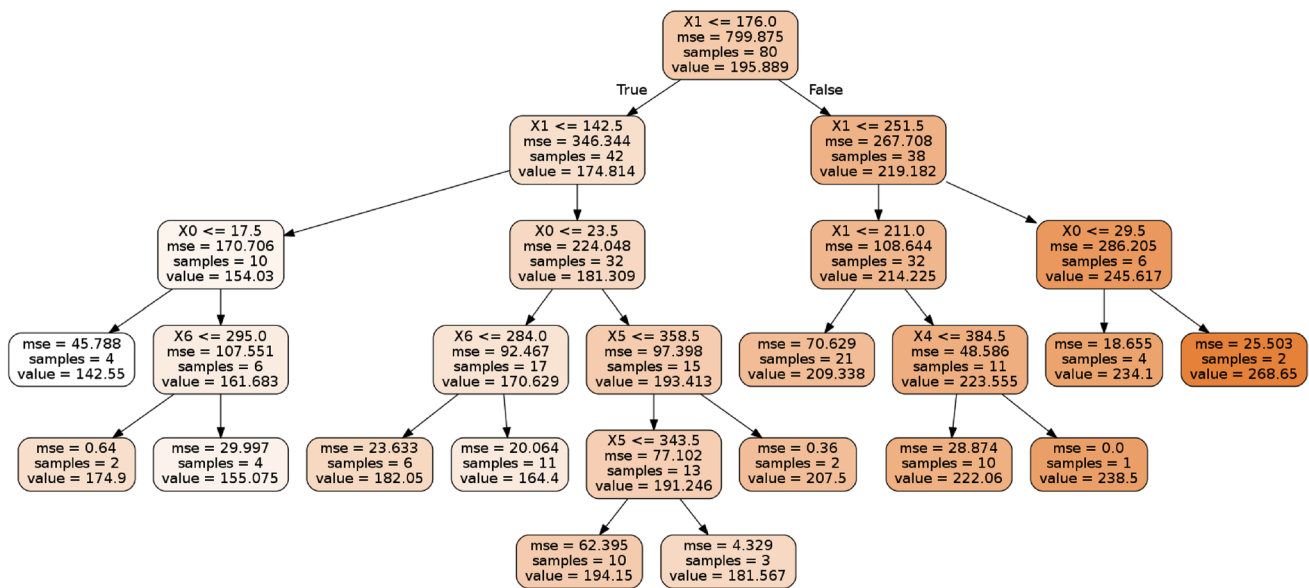 X1 <= 176.0
mse = 799.875
samples = 80
value = 195.889
True
False
X1 <= 142.5
mse = 346.344
samples = 42
value = 174.814
X1 <= 251.5
mse = 267.708
samples = 38
value = 219.182
X0 <= 17.5
mse = 170.706
samples = 10
value = 154.03
X0 <= 23.5
mse = 224.048
samples = 32
value = 181.309
X1 <= 211.0
mse = 108.644
samples = 32
value = 214.225
X0 <= 29.5
mse = 286.205
samples = 6
value = 245.617
mse = 45.788
samples = 4
value = 142.55
X6 <= 295.0
mse = 107.551
samples = 6
value = 161.683
X6 <= 284.0
mse = 92.467
samples = 17
value = 170.629
X5 <= 358.5
mse = 97.398
samples = 15
value = 193.413
mse = 70.629
samples = 21
value = 209.338
X4 <= 384.5
mse = 48.586
samples = 11
value = 223.555
mse = 18.655
samples = 4
value = 234.1
mse = 25.503
samples = 2
value = 268.65
mse = 0.64
samples = 2
value = 174.9
mse = 29.997
samples = 4
value = 155.075
mse = 23.633
samples = 6
value = 182.05
mse = 20.064
samples = 11
value = 164.4
X5 <= 343.5
mse = 77.102
samples = 13
value = 191.246
mse = 0.36
samples = 2
value = 207.5
mse = 28.874
samples = 10
value = 222.06
mse = 0.0
samples = 1
value = 238.5
mse = 62.395
samples = 10
value = 194.15
mse = 4.329
samples = 3
value = 181.567